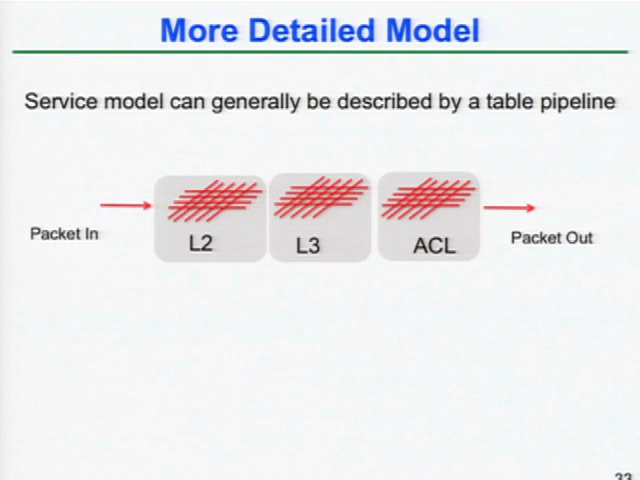 More Detailed Model
Service model can generally be described by a table pipeline
Packet In
L2
L3
ACL
Packet Out
33